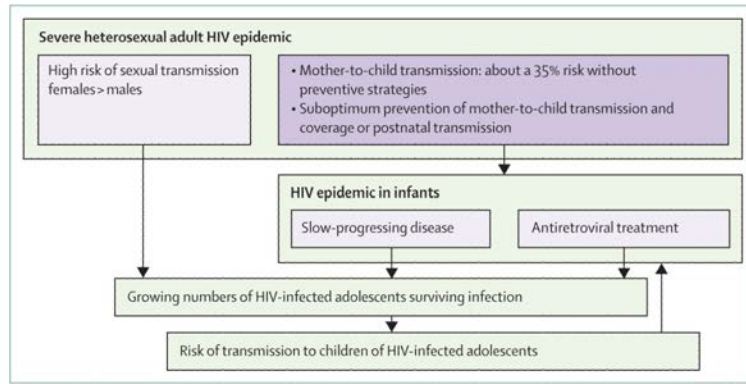 Severe heterosexual adult HIV epidemic
High risk of sexual transmission
females > males
• Mother-to-child transmission: about a 35% risk without
preventive strategies
• Suboptimum prevention of mother-to-child transmission and
coverage or postnatal transmission
HIV epidemic in infants
Slow-progressing disease
Antiretroviral treatment
Growing numbers of HIV-infected adolescents surviving infection
Risk of transmission to children of HIV-infected adolescents